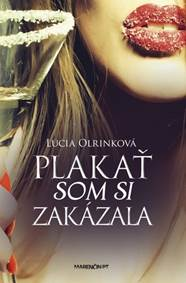 LUCIA OLRINKOVÁ
PLAKAŤ
SOM SI
ZAKÁZALA
MARENČIN PT